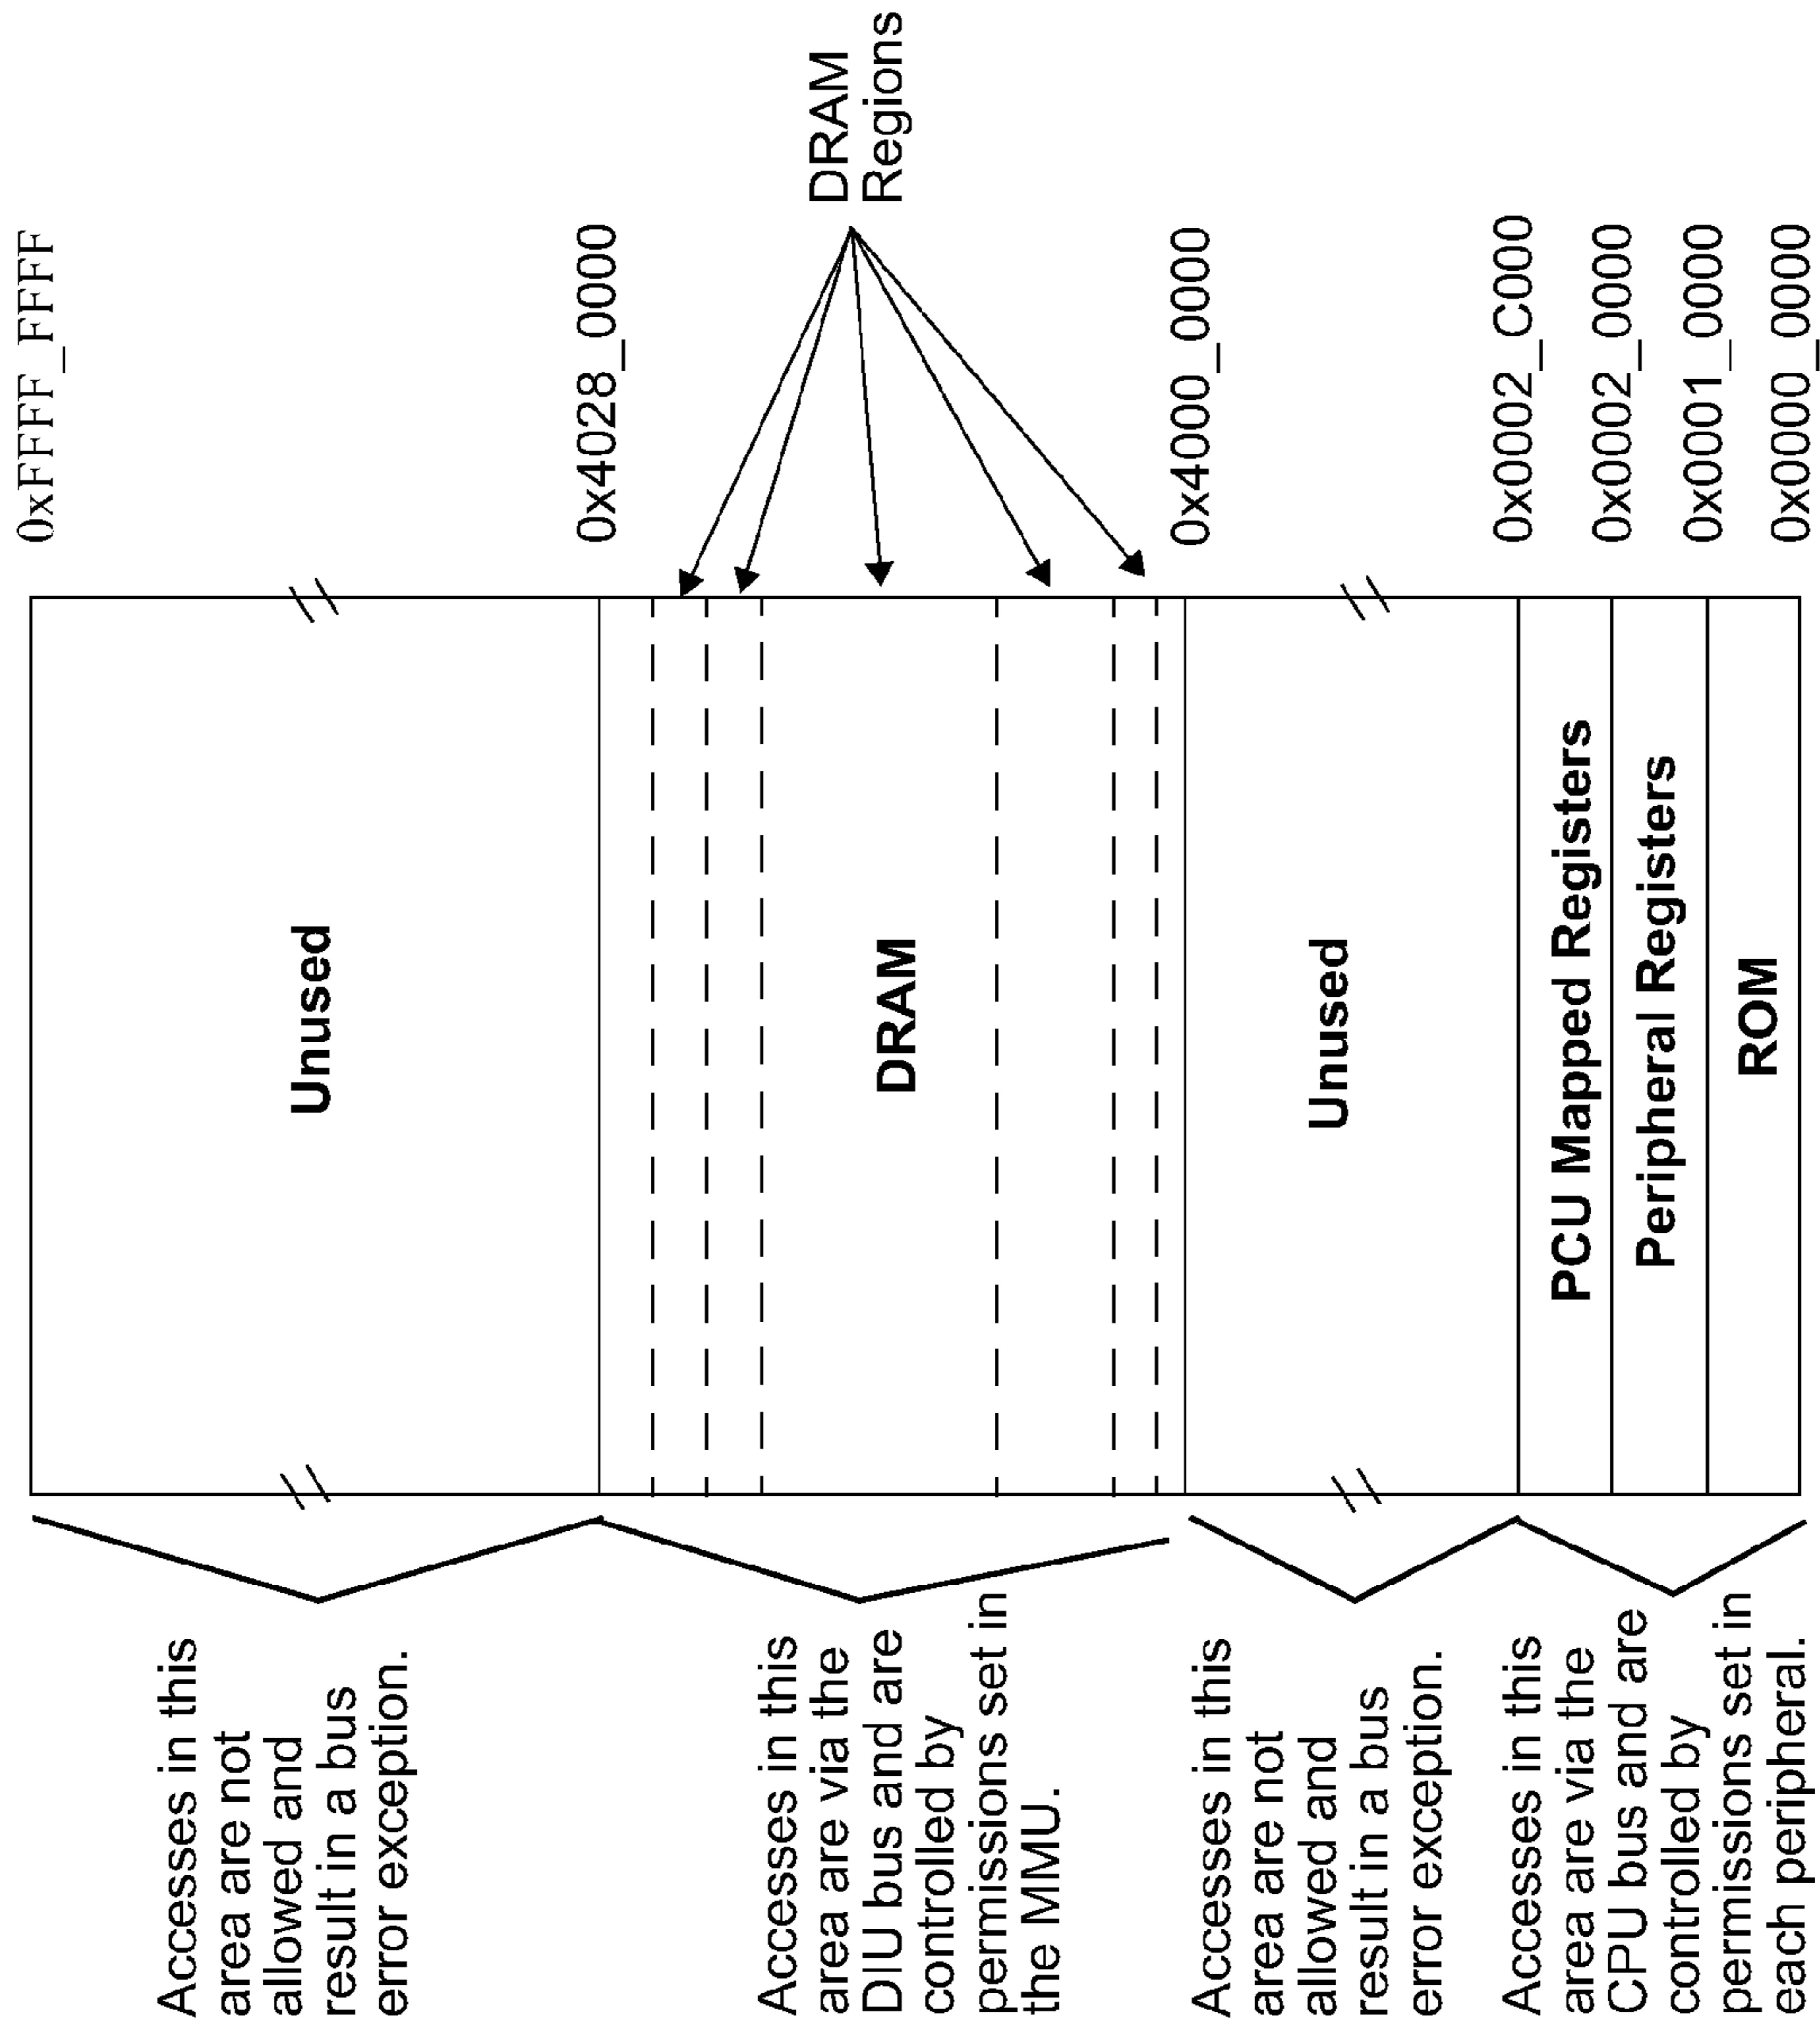 Accesses in this
area are not
allowed and
result in a bus
error exception.
Accesses in this
area are via the
DIU bus and are
controlled by
permissions set in
the MMU.
Accesses in this
area are not
allowed and
result in a bus
error exception.
Accesses in this
area are via the
CPU bus and are
controlled by
permissions set in
each peripheral.
Unused
DRAM
Unused
PCU Mapped Registers
Peripheral Registers
ROM
0xFFFF_FFFF
0x4028_0000
0x4000_0000
0x0002_C000
0x0002_0000
0x0001_0000
0x0000_0000
DRAM
Regions